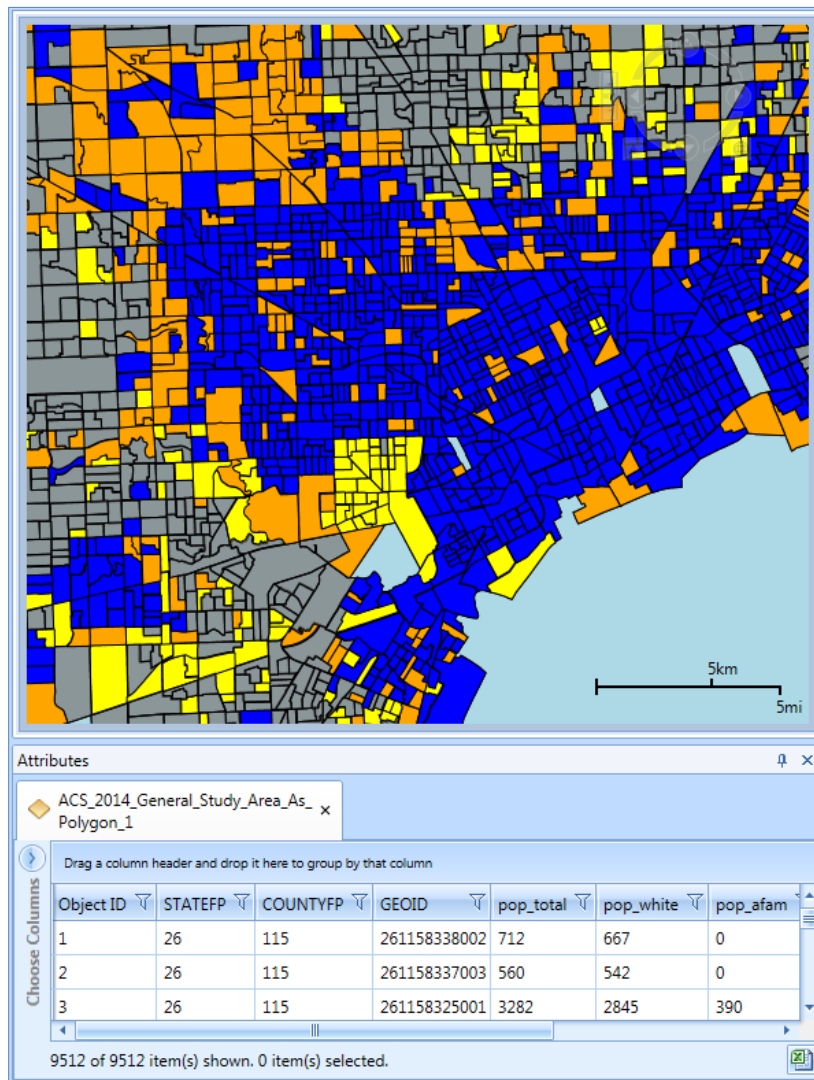 5km
5mi
Attributes
ACS_2014_General_Study_Area_As_
Polygon_1
Drag a column header and drop it here to group by that column
Choose Columns
Object ID STATEFP COUNTYFP GEOID pop_total pop_white pop_afam
1 26 115 261158338002 712 667 0
2 26 115 261158337003 560 542 0
3 26 115 261158325001 3282 2845 390
9512 of 9512 item(s) shown. 0 item(s) selected.